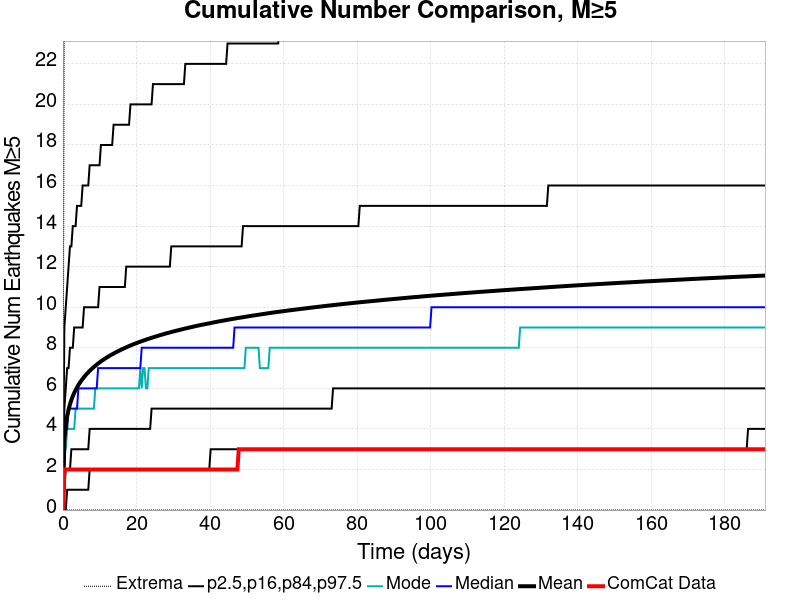 Cumulative Number Comparison, M≥5
Cumulative Num Earthquakes M≥5
22
20
18
16
14
12
10
8
6
4
2
0
0 20 40 60 80 100 120 140 160 180
Time (days)
Extrema p2.5,p16,p84,p97.5 Mode Median Mean ComCat Data